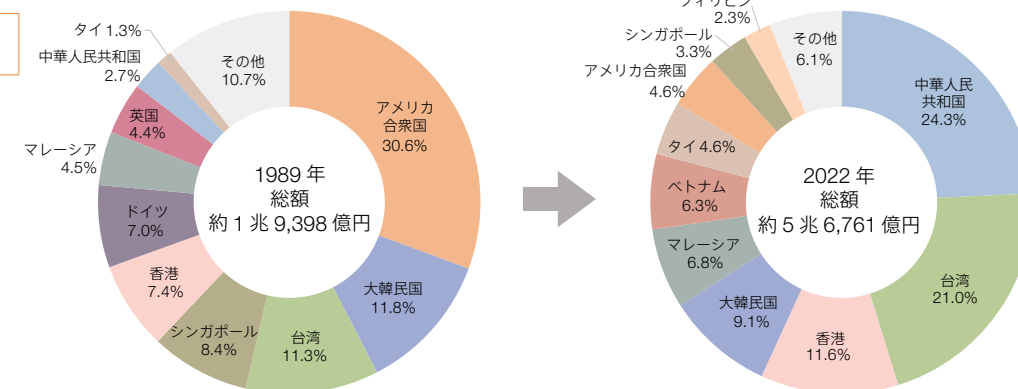 タイ 1.3%
中華人民共和国
2.7%
その他
10.7%
アメリカ
合衆国
30.6%
英国
4.4%
マレーシア
4.5%
ドイツ
7.0%
香港
7.4%
シンガポール
8.4%
台湾
11.3%
大韓民国
11.8%
1989 年
総額
約 1 兆 9,398 億円
フィリピン
2.3%
シンガポール
3.3%
アメリカ合衆国
4.6%
その他
6.1%
中華人民
共和国
24.3%
タイ 4.6%
ベトナム
6.3%
マレーシア
6.8%
大韓民国
9.1%
香港
11.6%
台湾
21.0%
2022 年
総額
約 5 兆 6,761 億円